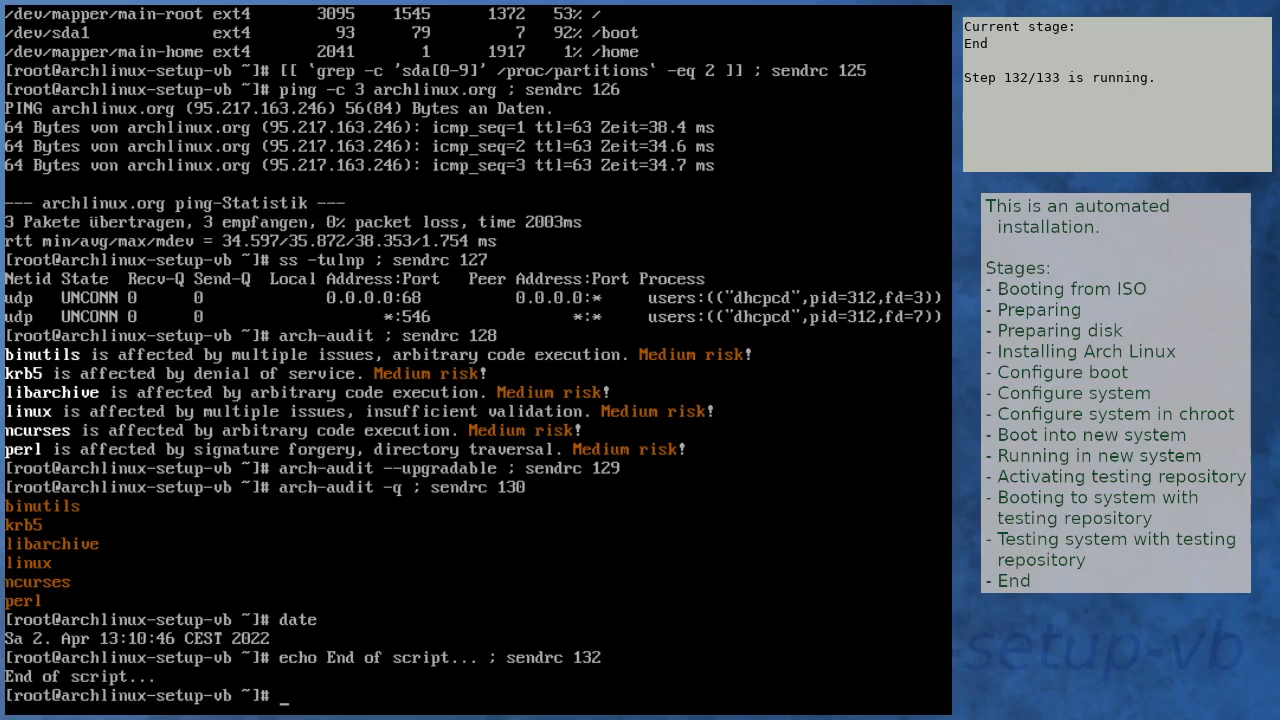 /dev/mapper/main-root ext4       3095    1545      1372   53% /
/dev/sda1             ext4         93      79         7   92% /boot
/dev/mapper/main-home ext4       2041       1      1917    1% /home
[root@archlinux-setup-vb ~]# [[ `grep -c 'sda[0-9]' /proc/partitions` -eq 2 ]] ; sendrc 125
[root@archlinux-setup-vb ~]# ping -c 3 archlinux.org ; sendrc 126
PING archlinux.org (95.217.163.246) 56(84) Bytes an Daten.
64 Bytes von archlinux.org (95.217.163.246): icmp_seq=1 ttl=63 Zeit=38.4 ms
64 Bytes von archlinux.org (95.217.163.246): icmp_seq=2 ttl=63 Zeit=34.6 ms
64 Bytes von archlinux.org (95.217.163.246): icmp_seq=3 ttl=63 Zeit=34.7 ms
--- archlinux.org ping-Statistik ---
3 Pakete übertragen, 3 empfangen, 0% packet loss, time 2003ms
rtt min/avg/max/mdev = 34.597/35.872/38.353/1.754 ms
[root@archlinux-setup-vb ~]# ss -tulnp ; sendrc 127
Netid State  Recv-Q Send-Q  Local Address:Port   Peer Address:Port Process
udp   UNCONN 0      0             0.0.0.0:68          0.0.0.0:*     users:(("dhcpcd",pid=312,fd=3))
udp   UNCONN 0      0                   *:546               *:*     users:(("dhcpcd",pid=312,fd=7))
[root@archlinux-setup-vb ~]# arch-audit ; sendrc 128
binutils is affected by multiple issues, arbitrary code execution. Medium risk!
krb5 is affected by denial of service. Medium risk!
libarchive is affected by arbitrary code execution. Medium risk!
linux is affected by multiple issues, insufficient validation. Medium risk!
ncurses is affected by arbitrary code execution. Medium risk!
perl is affected by signature forgery, directory traversal. Medium risk!
[root@archlinux-setup-vb ~]# arch-audit --upgradable ; sendrc 129
[root@archlinux-setup-vb ~]# arch-audit -q ; sendrc 130
binutils
krb5
libarchive
linux
ncurses
perl
[root@archlinux-setup-vb ~]# date
Sa 2. Apr 13:10:46 CEST 2022
[root@archlinux-setup-vb ~]# echo End of script... ; sendrc 132
End of script...
[root@archlinux-setup-vb ~]# _
Current stage:
End
Step 132/133 is running.
This is an automated
installation.
Stages:
- Booting from ISO
- Preparing
- Preparing disk
- Installing Arch Linux
- Configure boot
- Configure system
- Configure system in chroot
- Boot into new system
- Running in new system
- Activating testing repository
- Booting to system with
testing repository
- Testing system with testing
repository
- End
-setup-vb